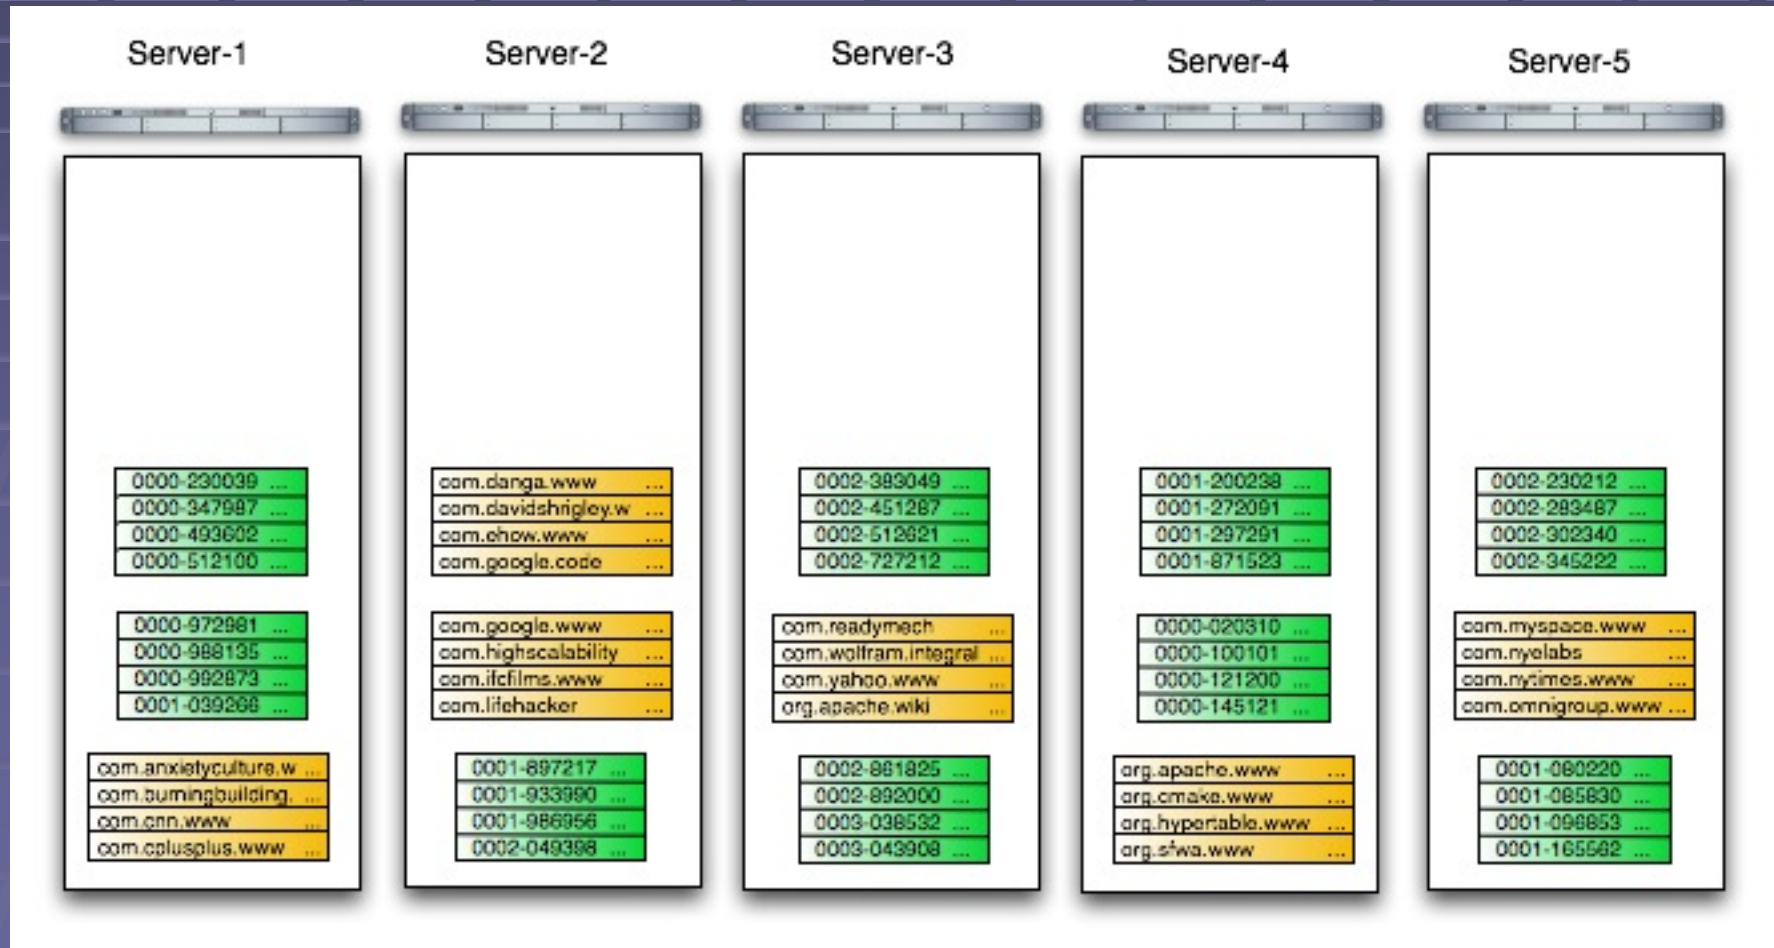 Server-1
0000-230039 ...
0000-347987 ...
0000-493602 ...
0000-512100 ...
0000-972981 ...
0000-988135 ...
0000-992873 ...
0001-039266 ...
com.anxietyculture.w ...
com.burningbuilding. ...
com.cnn.www ...
com.cplusplus.www ...
Server-2
com.danga.www ...
com.davidshrigley.w ...
com.ehow.www ...
com.google.code ...
com.google.www ...
com.highscalability ...
com.ifcfilms.www ...
com.lifehacker ...
0001-897217 ...
0001-933990 ...
0001-986956 ...
0002-049398 ...
Server-3
0002-383049 ...
0002-451287 ...
0002-512621 ...
0002-727212 ...
com.readymech ...
com.wolfram.integral ...
com.yahoo.www ...
org.apache.wiki ...
0002-861825 ...
0002-892000 ...
0003-038532 ...
0003-043908 ...
Server-4
0001-200238 ...
0001-272091 ...
0001-297291 ...
0001-871523 ...
0000-020310 ...
0000-100101 ...
0000-121200 ...
0000-145121 ...
org.apache.www ...
org.cmake.www ...
org.hypertable.www ...
org.sfwa.www ...
Server-5
0002-230212 ...
0002-283487 ...
0002-302340 ...
0002-345222 ...
com.myspace.www ...
com.nyelabs ...
com.nytimes.www ...
com.omnigroup.www ...
0001-080220 ...
0001-085830 ...
0001-096853 ...
0001-165562 ...